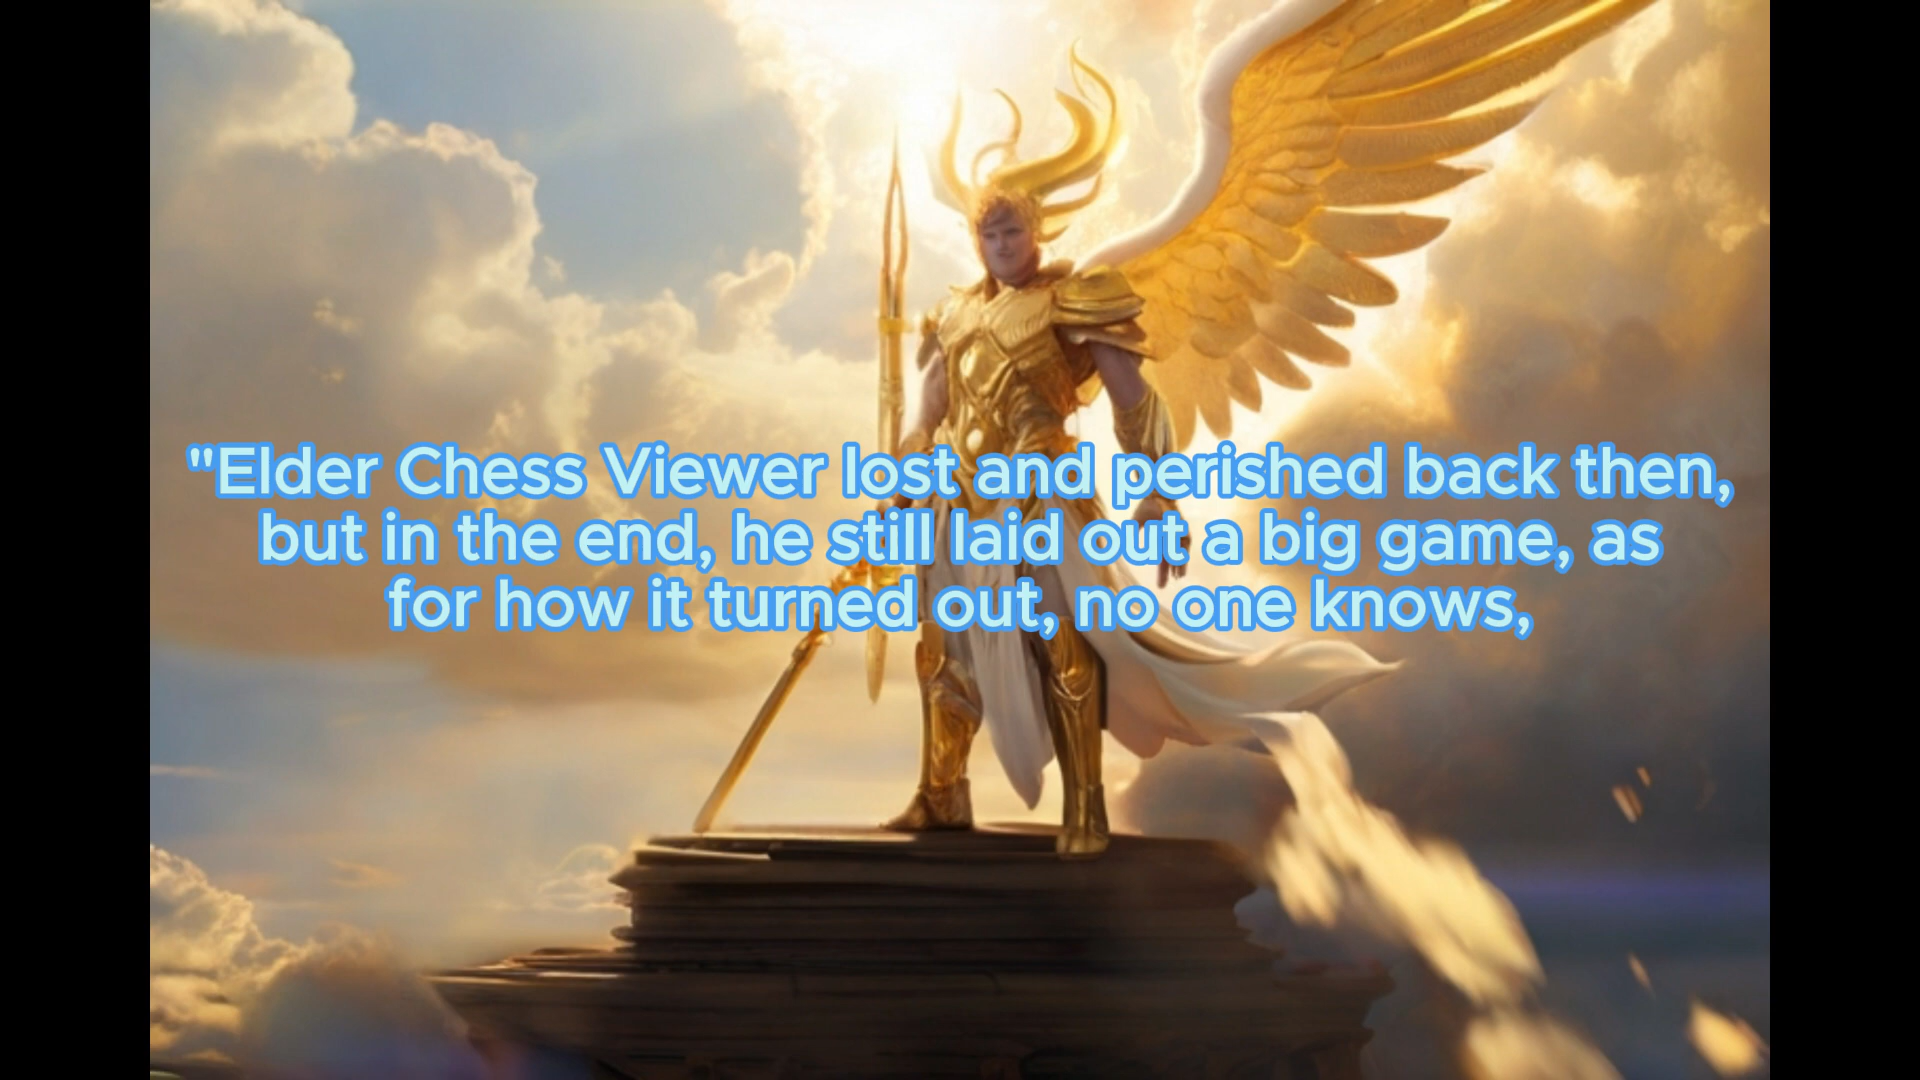 "Elder Chess Viewer lost and perished back then,
but in the end, he still laid out a big game, as
for how it turned out, no one knows,